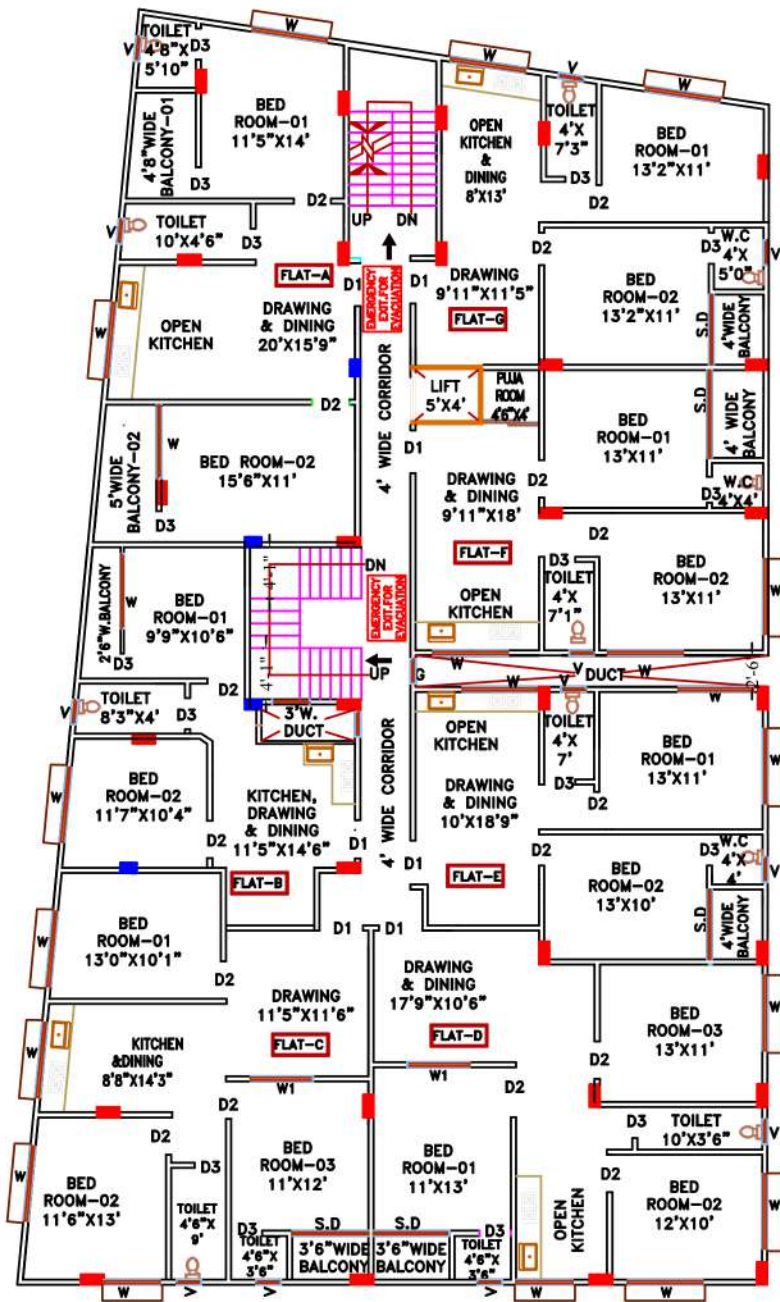 TOILET
4'8"X
5'10"
D3
W
V
4'8"WIDE
BALCONY-01
BED
ROOM-01
11'5"X14'
D3
D2
TOILET
10'X4'6"
V
D3
UP
DN
W
OPEN
KITCHEN
& DINING
8'X13'
V
TOILET
4'X
7'3"
D3
W
BED
ROOM-01
13'2"X11'
D2
D2
D3
W.C
4'X
5'0"
V
BED
ROOM-02
13'2"X11'
S.D
4'WIDE
BALCONY
FLAT-A
D1
EMERGENCY
EXIT.FOR
EVACUATION
D1
DRAWING
9'11"X11'5"
FLAT-G
W
OPEN
KITCHEN
DRAWING
& DINING
20'X15'9"
D2
4' WIDE CORRIDOR
LIFT
5'X4'
PUJA
ROOM
4'6"X4'
BED
ROOM-01
13'X11'
S.D
4' WIDE
BALCONY
D1
D2
W.C
4'X4'
D3
5'WIDE
BALCONY-02
W
BED ROOM-02
15'6"X11'
D3
DRAWING
& DINING
9'11"X18'
FLAT-F
D2
D3
TOILET
4'X
7'1"
OPEN
KITCHEN
BED
ROOM-02
13'X11'
W
2'6"W.BALCONY
W
BED
ROOM-01
9'9"X10'6"
D3
D2
4'-1"
4'-1"
DN
EMERGENCY
EXIT.FOR
EVACUATION
UP
G
W
V
DUCT
W
W
W
2'-6"
TOILET
8'3"X4'
V
D3
3'W.
DUCT
OPEN
KITCHEN
TOILET
4'X
7'
D3
D2
BED
ROOM-01
13'X11'
W
W
BED
ROOM-02
11'7"X10'4"
D2
KITCHEN,
DRAWING
& DINING
11'5"X14'6"
D1
FLAT-B
4' WIDE CORRIDOR
DRAWING
& DINING
10'X18'9"
D1
FLAT-E
D2
D3
W.C
4'X
4'
V
BED
ROOM-02
13'X10'
S.D
4'WIDE
BALCONY
BED
ROOM-01
13'0"X10'1"
D2
D1
D1
DRAWING
11'5"X11'6"
FLAT-C
DRAWING
& DINING
17'9"X10'6"
FLAT-D
BED
ROOM-03
13'X11'
W
D2
W
KITCHEN
&DINING
8'8"X14'3"
W1
W1
D2
D2
D2
D3
TOILET
10'X3'6"
V
W
BED
ROOM-02
11'6"X13'
D3
TOILET
4'6"X
9'
BED
ROOM-03
11'X12'
BED
ROOM-01
11'X13'
D2
BED
ROOM-02
12'X10'
W
OPEN
KITCHEN
D3
S.D
S.D
D3
TOILET
4'6"X
3'6"
3'6"WIDE
BALCONY
3'6"WIDE
BALCONY
TOILET
4'6"X
3'6"
W
V
V
V
W
W